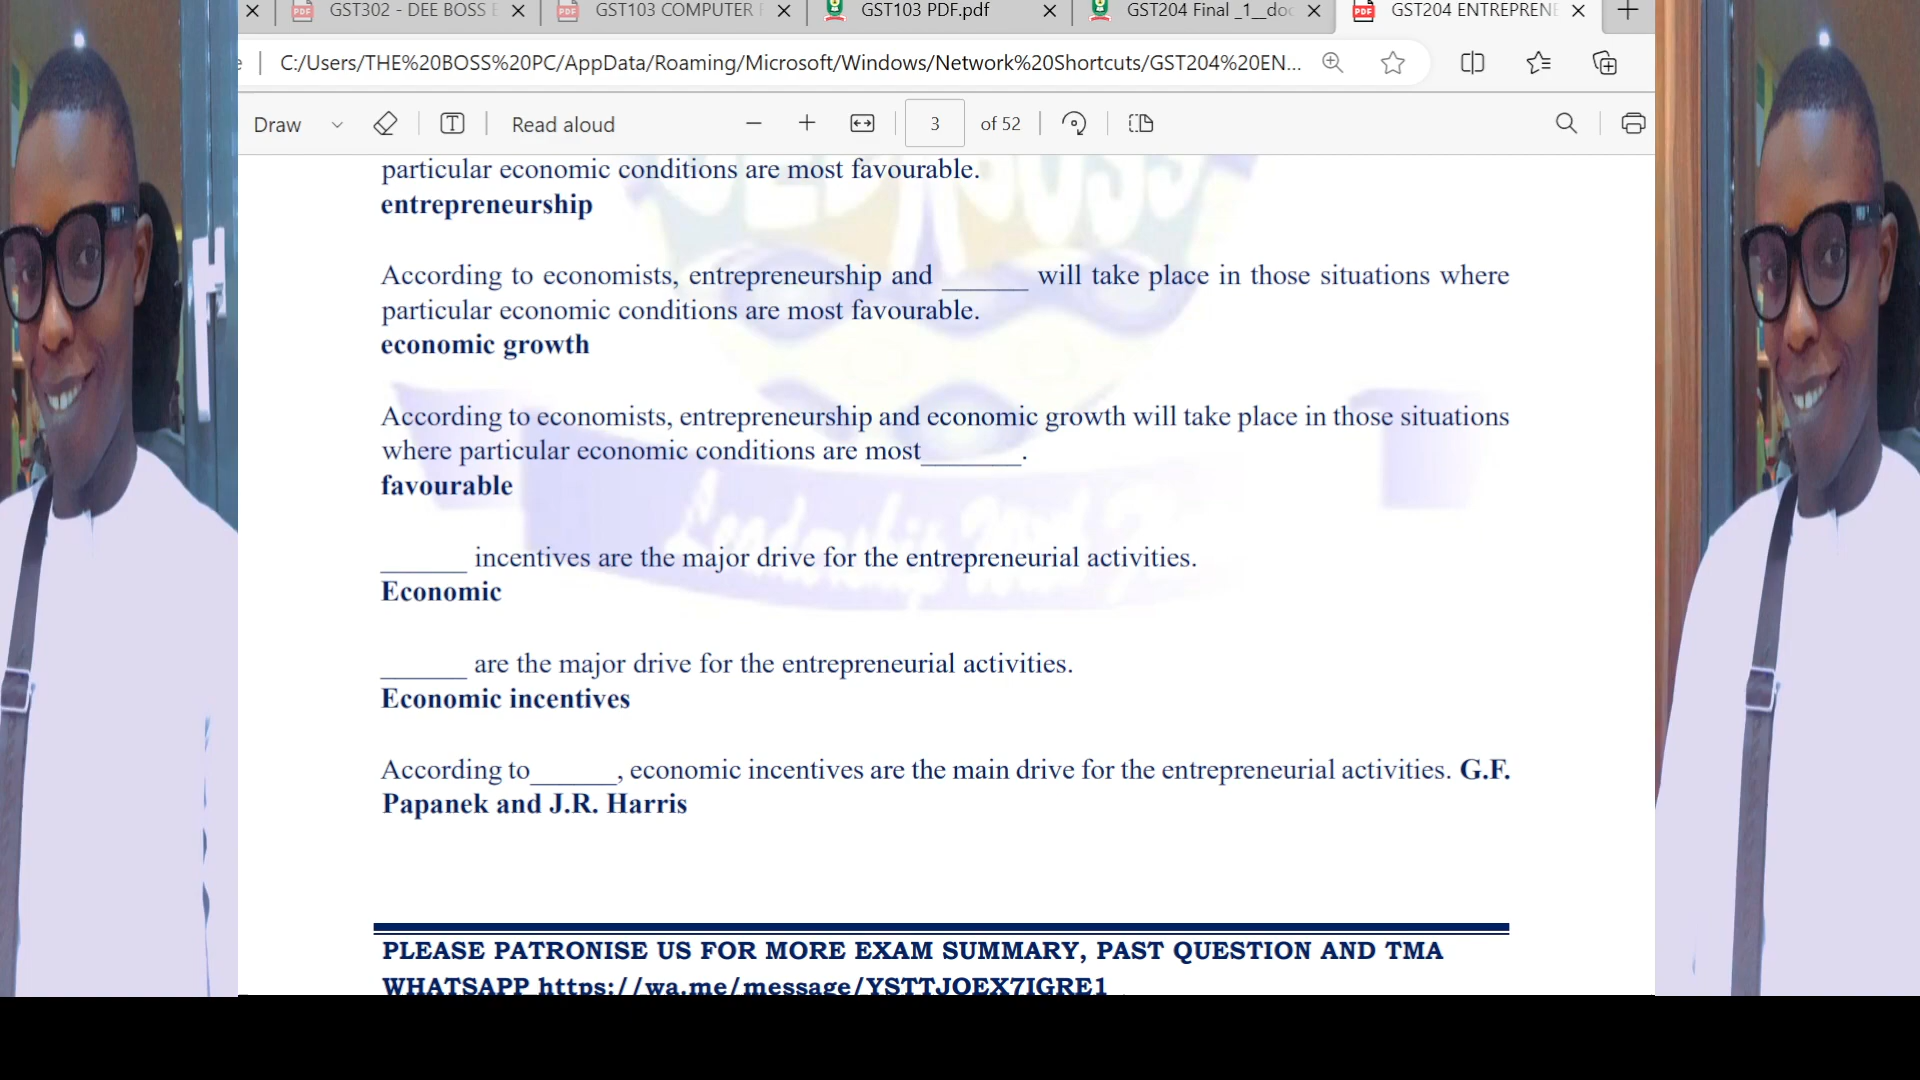 GST302 - DEE BOSS E
GST103 COMPUTER F
GST103 PDF.pdf
GST204 Final _1__doc
GST204 ENTREPRENE
C:/Users/THE%20BOSS%20PC/AppData/Roaming/Microsoft/Windows/Network%20Shortcuts/GST204%20EN...
Draw
Read aloud
3
of 52
particular economic conditions are most favourable.
entrepreneurship
According to economists, entrepreneurship and ______ will take place in those situations where
particular economic conditions are most favourable.
economic growth
According to economists, entrepreneurship and economic growth will take place in those situations
where particular economic conditions are most_______.
favourable
______ incentives are the major drive for the entrepreneurial activities.
Economic
______ are the major drive for the entrepreneurial activities.
Economic incentives
According to______, economic incentives are the main drive for the entrepreneurial activities. G.F.
Papanek and J.R. Harris
PLEASE PATRONISE US FOR MORE EXAM SUMMARY, PAST QUESTION AND TMA
WHATSAPP https://wa.me/message/YSTTJOEX7IGRE1